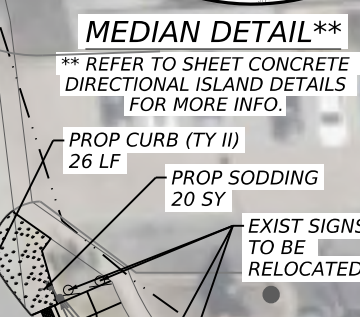 MEDIAN DETAIL**
** REFER TO SHEET CONCRETE
DIRECTIONAL ISLAND DETAILS
FOR MORE INFO.
PROP CURB (TY II)
26 LF
PROP SODDING
20 SY
EXIST SIGNS
TO BE
RELOCATED